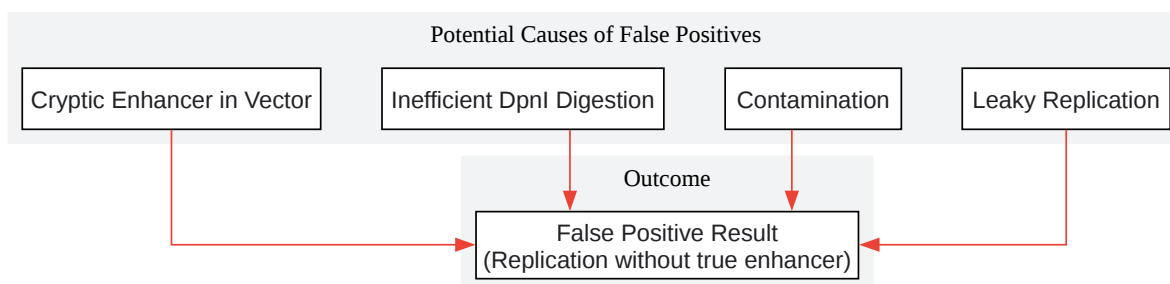 Potential Causes of False Positives
Cryptic Enhancer in Vector
Inefficient DpnI Digestion
Contamination
Leaky Replication
Outcome
False Positive Result
(Replication without true enhancer)